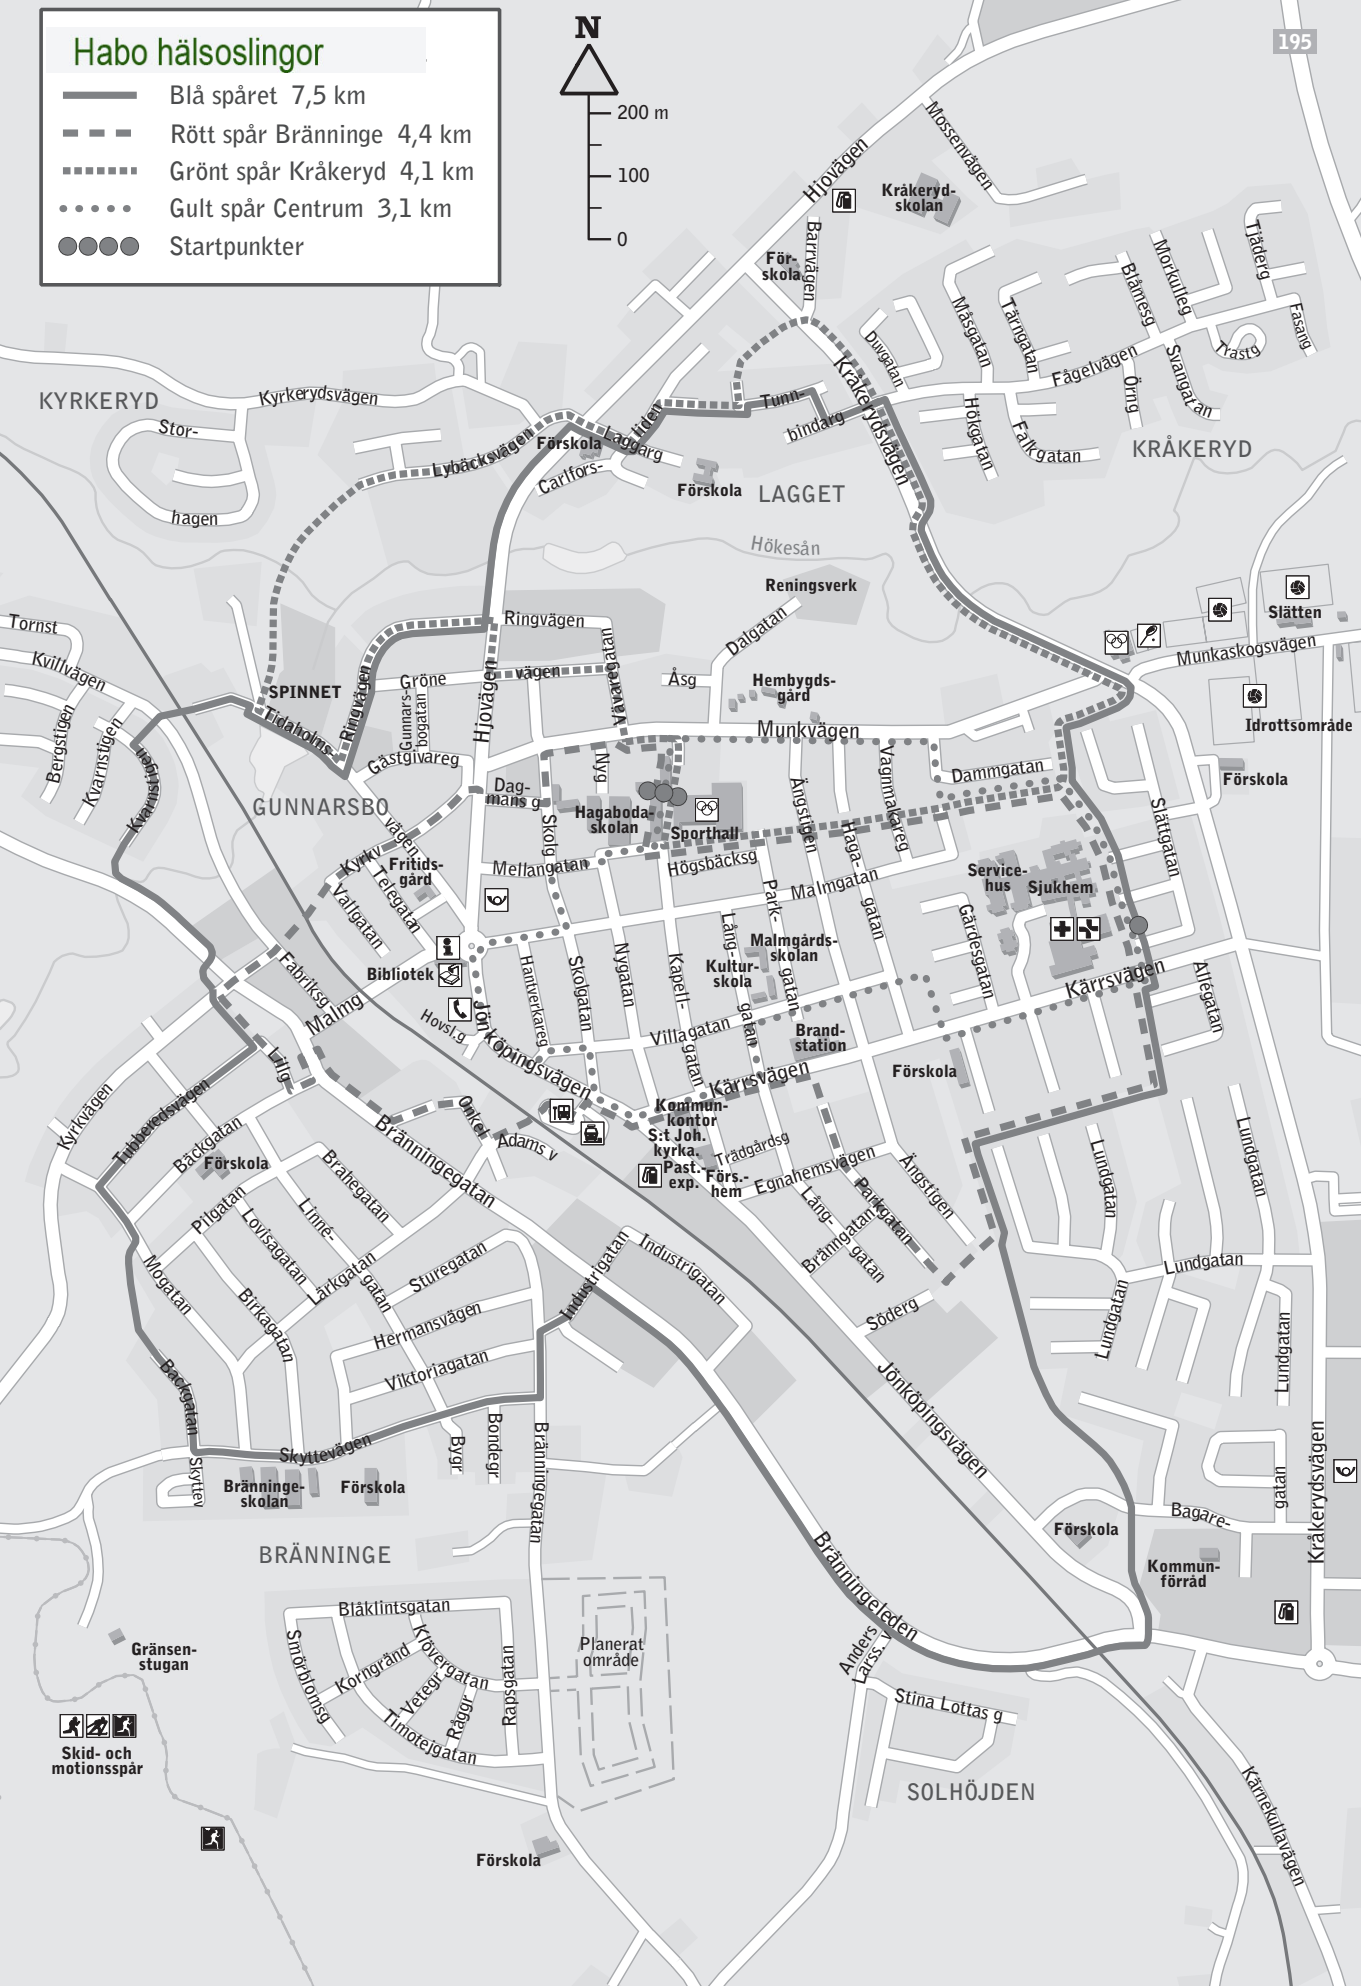 Habo hälsoslingor
Blå spåret 7,5 km
Rött spår Bränninge 4,4 km
Grönt spår Kråkeryd 4,1 km
Gult spår Centrum 3,1 km
Startpunkter
N
200 m
100
0
195
Mossenvägen
Hjovägen
Kråkeryd-
skolan
Barrvägen
För-
skola
Tjäderg
Morkulleg
Blåmesg
Fasang
Trastg
Måsgatan
Tärngatan
Duvgatan
Fågelvägen
Svangatan
Örng
Hökgatan
Falkgatan
KRÅKERYD
Kråkerydsvägen
KYRKERYD
Kyrkerydsvägen
Stor-
hagen
Lybäcksvägen
Förskola
Laggarg
liden
Tunn-
bindarg
Carlfors-
Förskola
LAGGET
Hökesån
Reningsverk
Slätten
Munkaskogsvägen
Idrottsområde
Förskola
Tornst
Kvillvägen
Bergstigen
Kvarnstigen
Kvarnstigen
SPINNET
Tidaholms-
vägen
Ringvägen
Ringvägen
Gröne
vägen
Gunnars-
bogatan
Hjovägen
Vävaregatan
Åsg
Dalgatan
Hembygds-
gård
Munkvägen
Gästgivareg
GUNNARSBO
Dag-
mans g
Nyg
Skolg
Hagaboda-
skolan
Sporthall
Ängstigen
Vagnmakareg
Dammgatan
Slättgatan
Kyrkv
Fritids-
gård
Telegatan
Vallgatan
Mellangatan
Högsbäcksg
Haga-
gatan
Malmgatan
Service-
hus
Sjukhem
Park-
gatan
Lång-
gatan
Malmgårds-
skolan
Kultur-
skola
Gärdesgatan
Kärrsvägen
Allégatan
Bibliotek
Fabriksg
Malmg
Hovsl.g
Jönköpingsvägen
Hantverkareg
Skolgatan
Nygatan
Kapell-
gatan
Villagatan
Brand-
station
Kärrsvägen
Förskola
Lillg
Kyrkvägen
Tubberedsvägen
Bäckgatan
Förskola
Onkel
Adams v
Kommun-
kontor
S:t Joh.
kyrka.
Past.-
exp.
Förs.-
hem
Trädgårdsg
Egnahemsvägen
Ängstigen
Lång-
gatan
Parkgatan
Bränngatan
Söderg
Lundgatan
Lundgatan
Lundgatan
Lundgatan
Lundgatan
Bränningegatan
Pilgatan
Brahegatan
Linné-
gatan
Lovisagatan
Mogatan
Birkagatan
Lärkgatan
Sturegatan
Hermansvägen
Viktoriagatan
Industrigatan
Industrigatan
Bäckgatan
Skyttevägen
Skyttev
Bygr
Bondegr
Bränningegatan
Bränninge-
skolan
Förskola
BRÄNNINGE
Jönköpingsvägen
Förskola
Bagare-
gatan
Kråkerydsvägen
Kommun-
förråd
Bränningeleden
Anders
Larss. v
Stina Lottas g
SOLHÖJDEN
Kärnekullavägen
Blåklintsgatan
Smörblomsg
Korngränd
Klövergatan
Vetegr
Råggr
Rapsgatan
Timotejgatan
Planerat
område
Gränsen-
stugan
Skid- och
motionsspår
Förskola